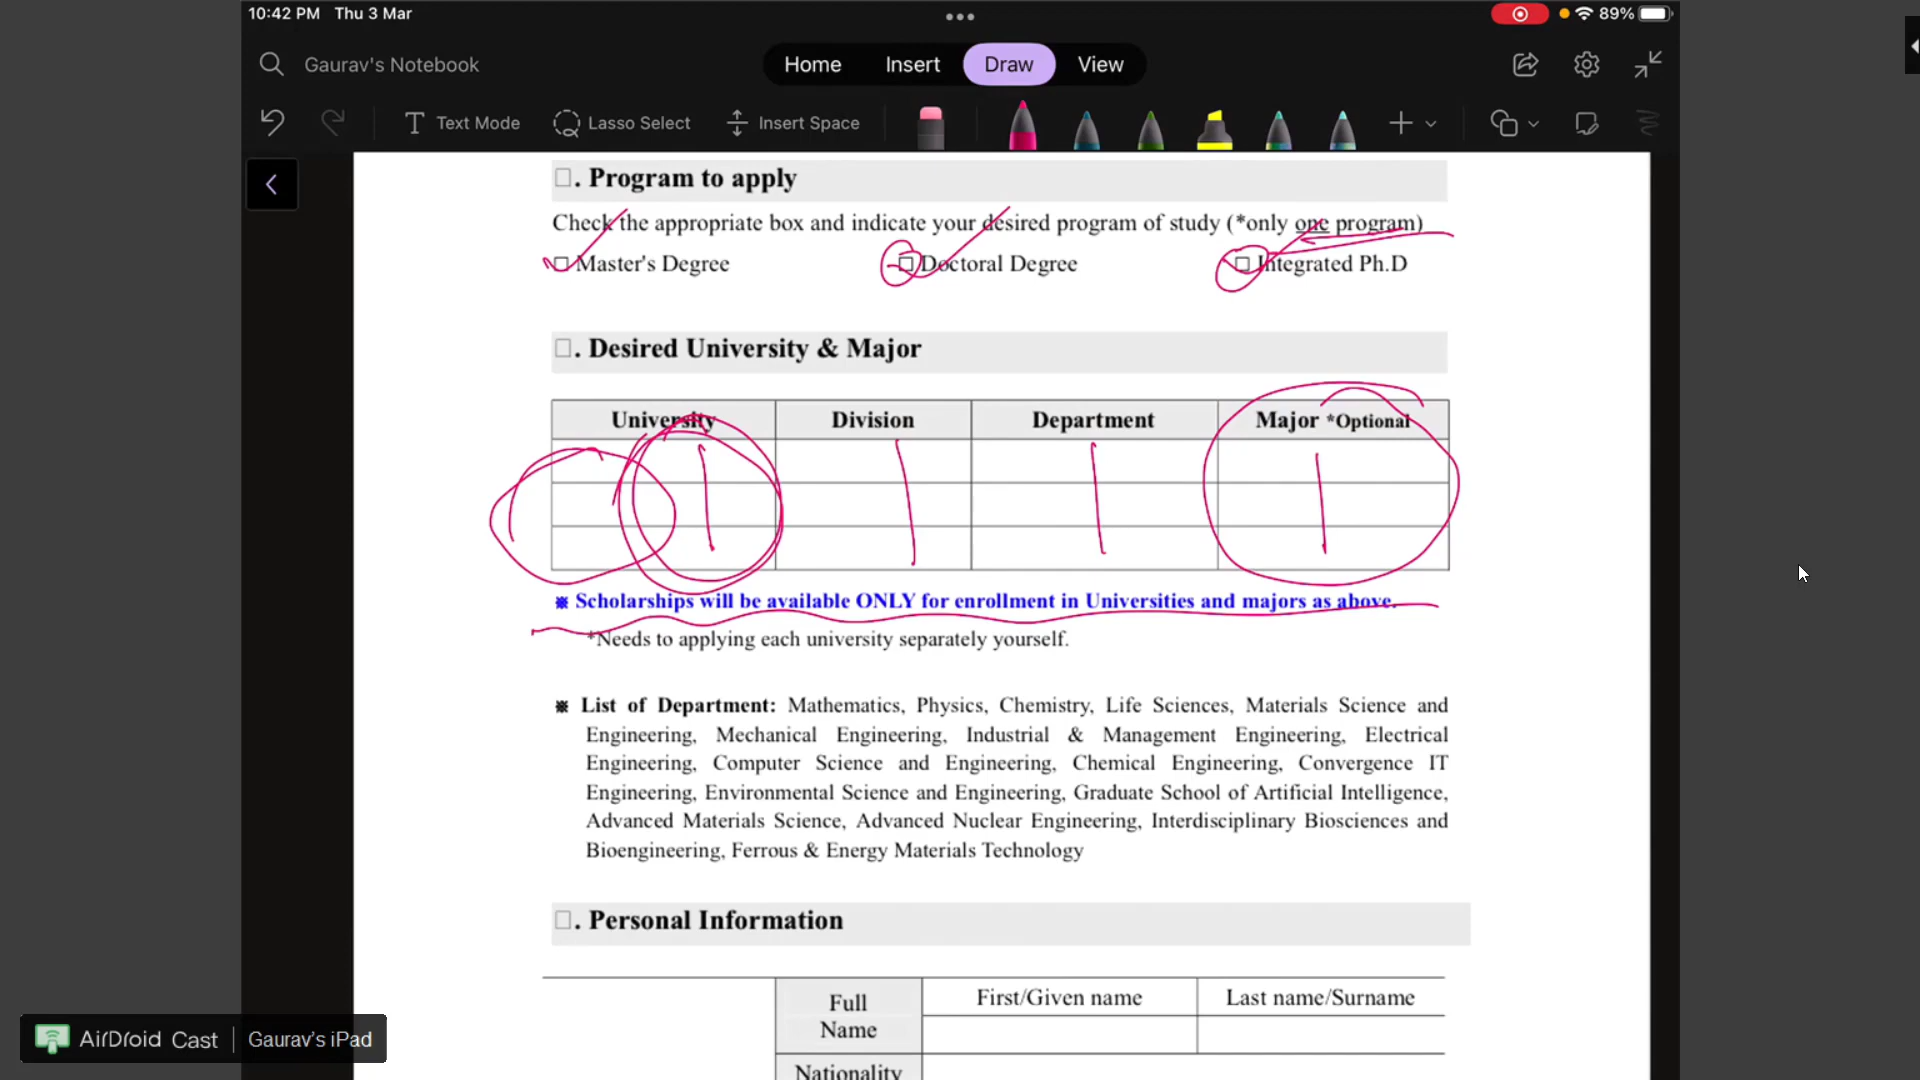 10:42 PM Thu 3 Mar
89%
Gaurav's Notebook
Home Insert Draw View
Text Mode Lasso Select Insert Space
□. Program to apply
Check the appropriate box and indicate your desired program of study (*only one program)
□ Master's Degree □ Doctoral Degree □ Integrated Ph.D
□. Desired University & Major
University Division Department Major *Optional
※ Scholarships will be available ONLY for enrollment in Universities and majors as above.
*Needs to applying each university separately yourself.
※ List of Department: Mathematics, Physics, Chemistry, Life Sciences, Materials Science and
Engineering, Mechanical Engineering, Industrial & Management Engineering, Electrical
Engineering, Computer Science and Engineering, Chemical Engineering, Convergence IT
Engineering, Environmental Science and Engineering, Graduate School of Artificial Intelligence,
Advanced Materials Science, Advanced Nuclear Engineering, Interdisciplinary Biosciences and
Bioengineering, Ferrous & Energy Materials Technology
□. Personal Information
Full
Name
First/Given name Last name/Surname
Nationality
AirDroid Cast | Gaurav's iPad